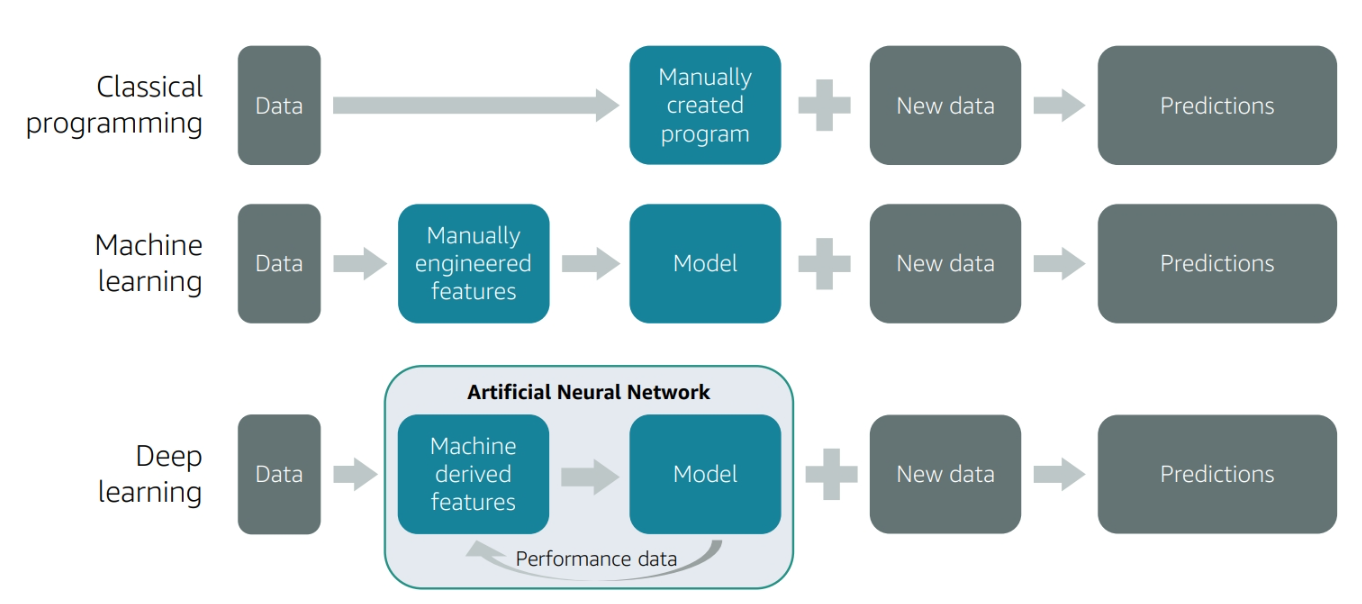 Classical
programming
Data
Manually
created
program
New data
Predictions
Machine
learning
Data
Manually
engineered
features
Model
New data
Predictions
Artificial Neural Network
Deep
learning
Data
Machine
derived
features
Model
New data
Predictions
Performance data